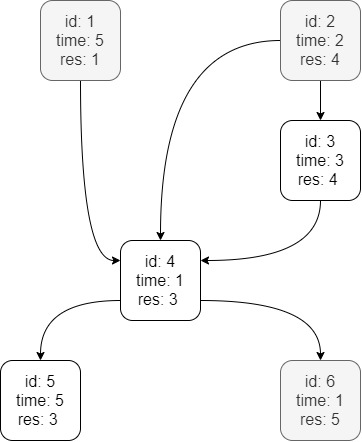 id: 1
time: 5
res: 1
id: 2
time: 2
res: 4
id: 3
time: 3
res: 4
id: 4
time: 1
res: 3
id: 5
time: 5
res: 3
id: 6
time: 1
res: 5